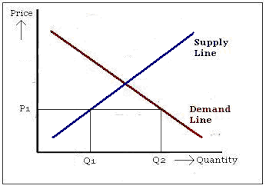 Price
Supply
Line
P1
Demand
Line
Q1
Q2
Quantity